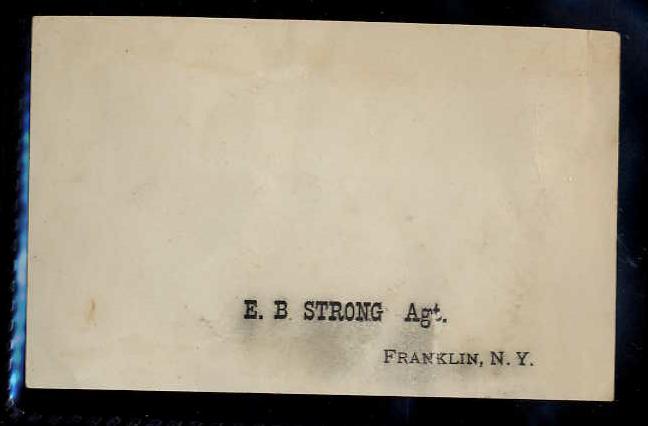 E. B. STRONG Agt.
FRANKLIN, N. Y.